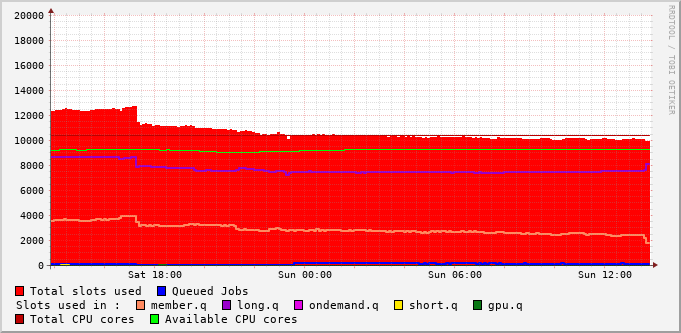 20000
18000
16000
14000
12000
10000
8000
6000
4000
2000
0
Sat 18:00 Sun 00:00 Sun 06:00 Sun 12:00
RRDTOOL / TOBI OETIKER
Total slots used Queued Jobs
Slots used in : member.q long.q ondemand.q short.q gpu.q
Total CPU cores Available CPU cores